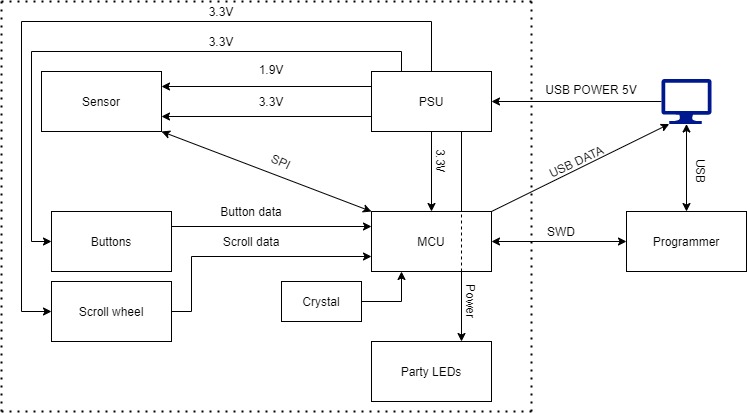 3.3V
3.3V
1.9V
3.3V
Sensor
PSU
USB POWER 5V
SPI
3.3V
USB DATA
USB
Button data
Buttons
MCU
Scroll data
SWD
Programmer
Crystal
Scroll wheel
Power
Party LEDs